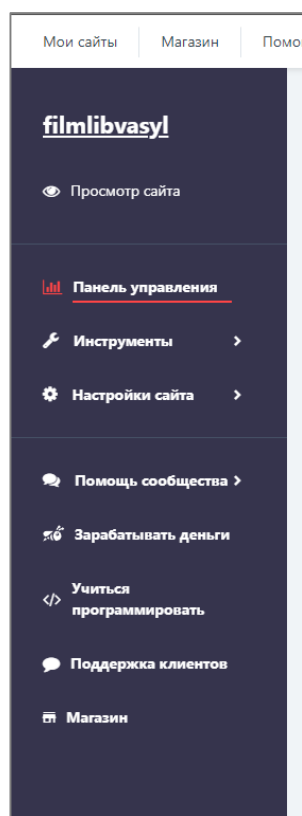 Мои сайты Магазин
filmlibvasyl
Просмотр сайта
Панель управления
Инструменты
Настройки сайта
Помощь сообщества
Зарабатывать деньги
Учиться
программировать
Поддержка клиентов
Магазин